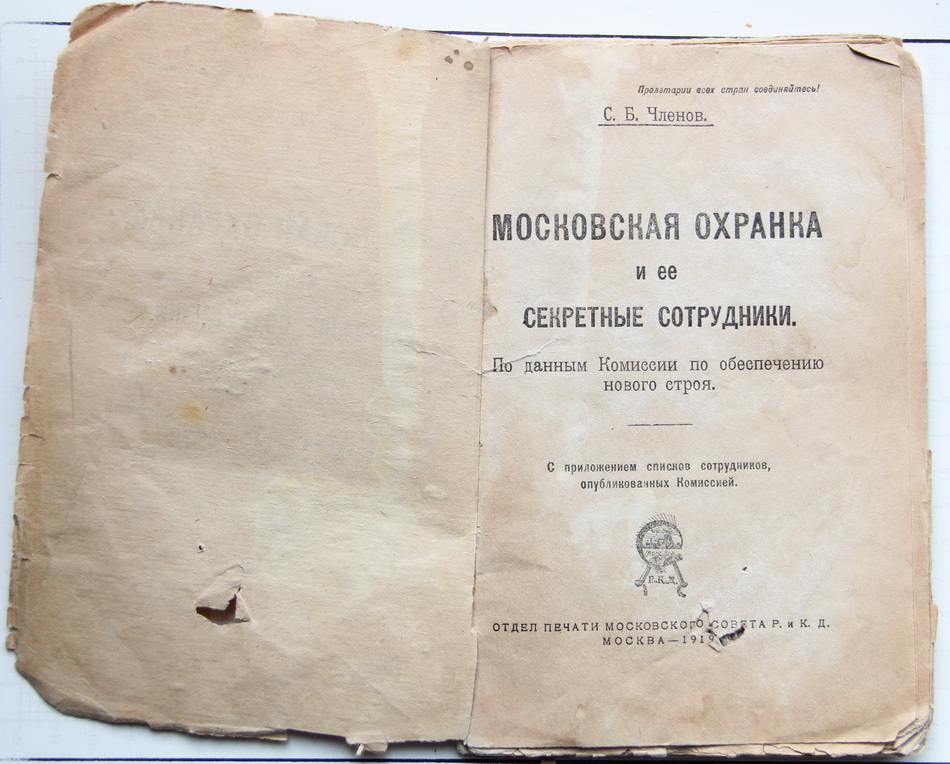 Пролетарии всех стран соединяйтесь!
С. Б. Членов.
МОСКОВСКАЯ ОХРАНКА
и ее
СЕКРЕТНЫЕ СОТРУДНИКИ.
По данным Комиссии по обеспечению
нового строя.
С приложением списков сотрудников,
опубликованных Комиссией.
Р.К.Д.
ОТДЕЛ ПЕЧАТИ МОСКОВСКОГО СОВЕТА Р. и К. Д.
МОСКВА—1919